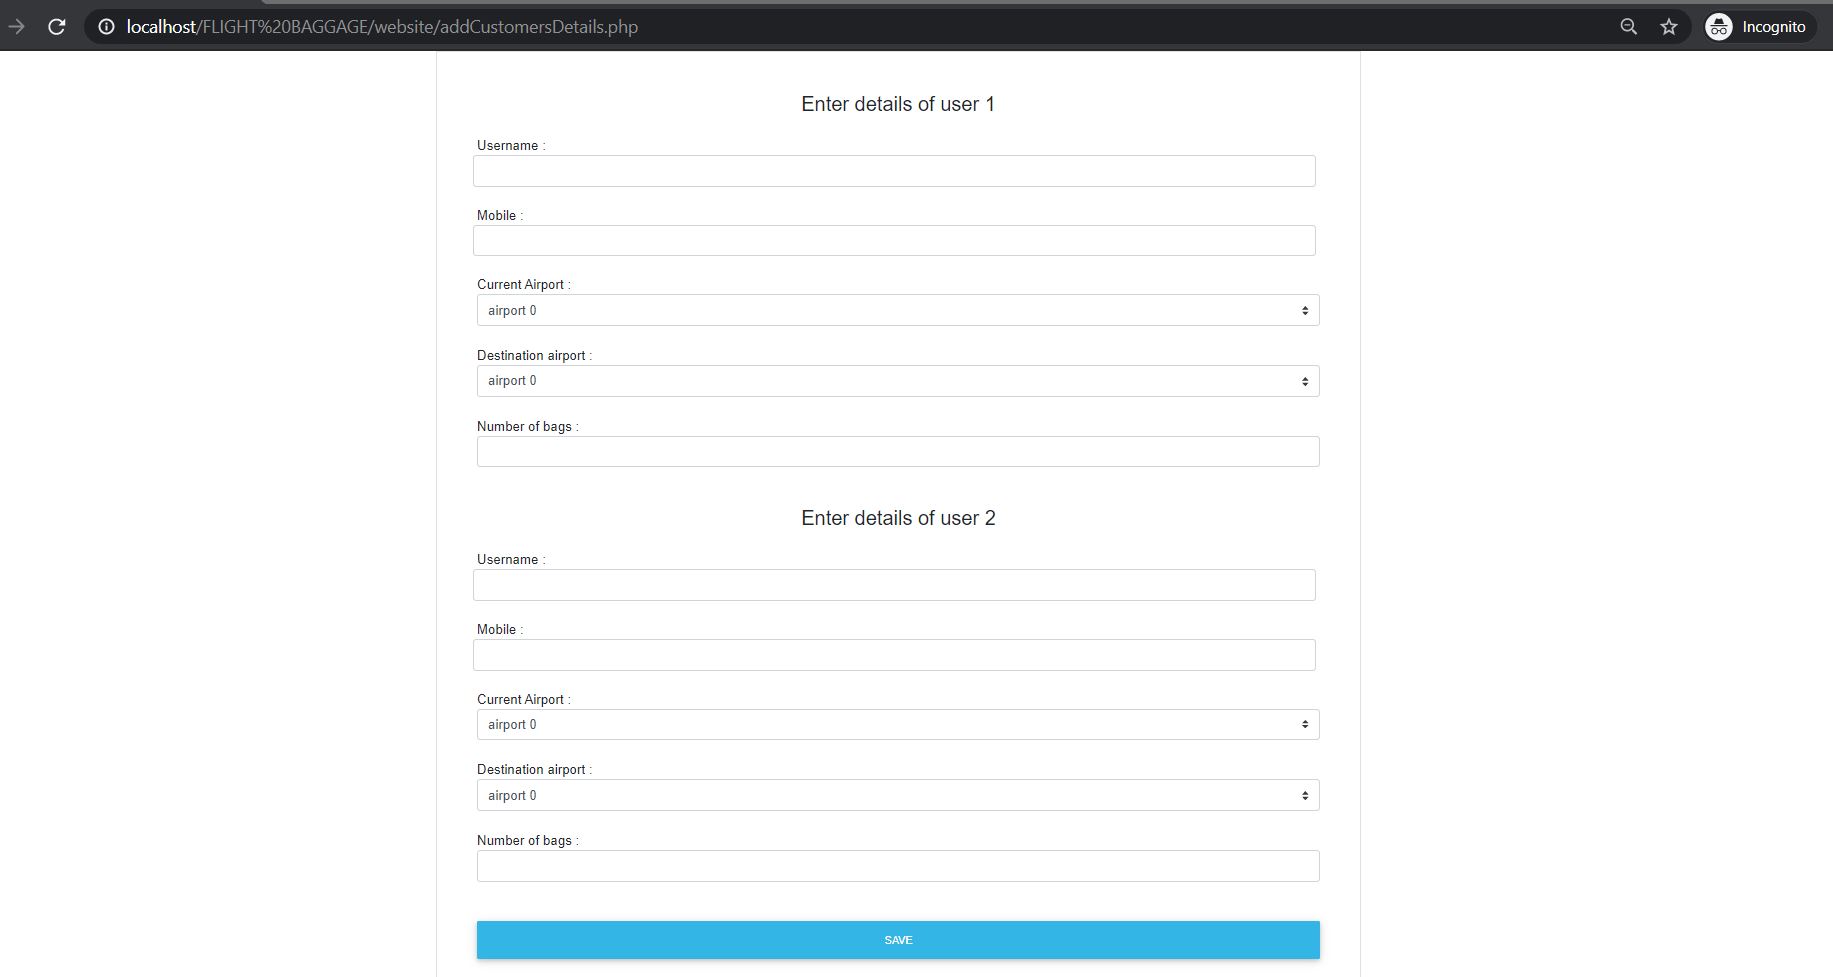 localhost/FLIGHT%20BAGGAGE/website/addCustomersDetails.php Incognito
Enter details of user 1
Username :
Mobile :
Current Airport :
airport 0
Destination airport :
airport 0
Number of bags :
Enter details of user 2
Username :
Mobile :
Current Airport :
airport 0
Destination airport :
airport 0
Number of bags :
SAVE